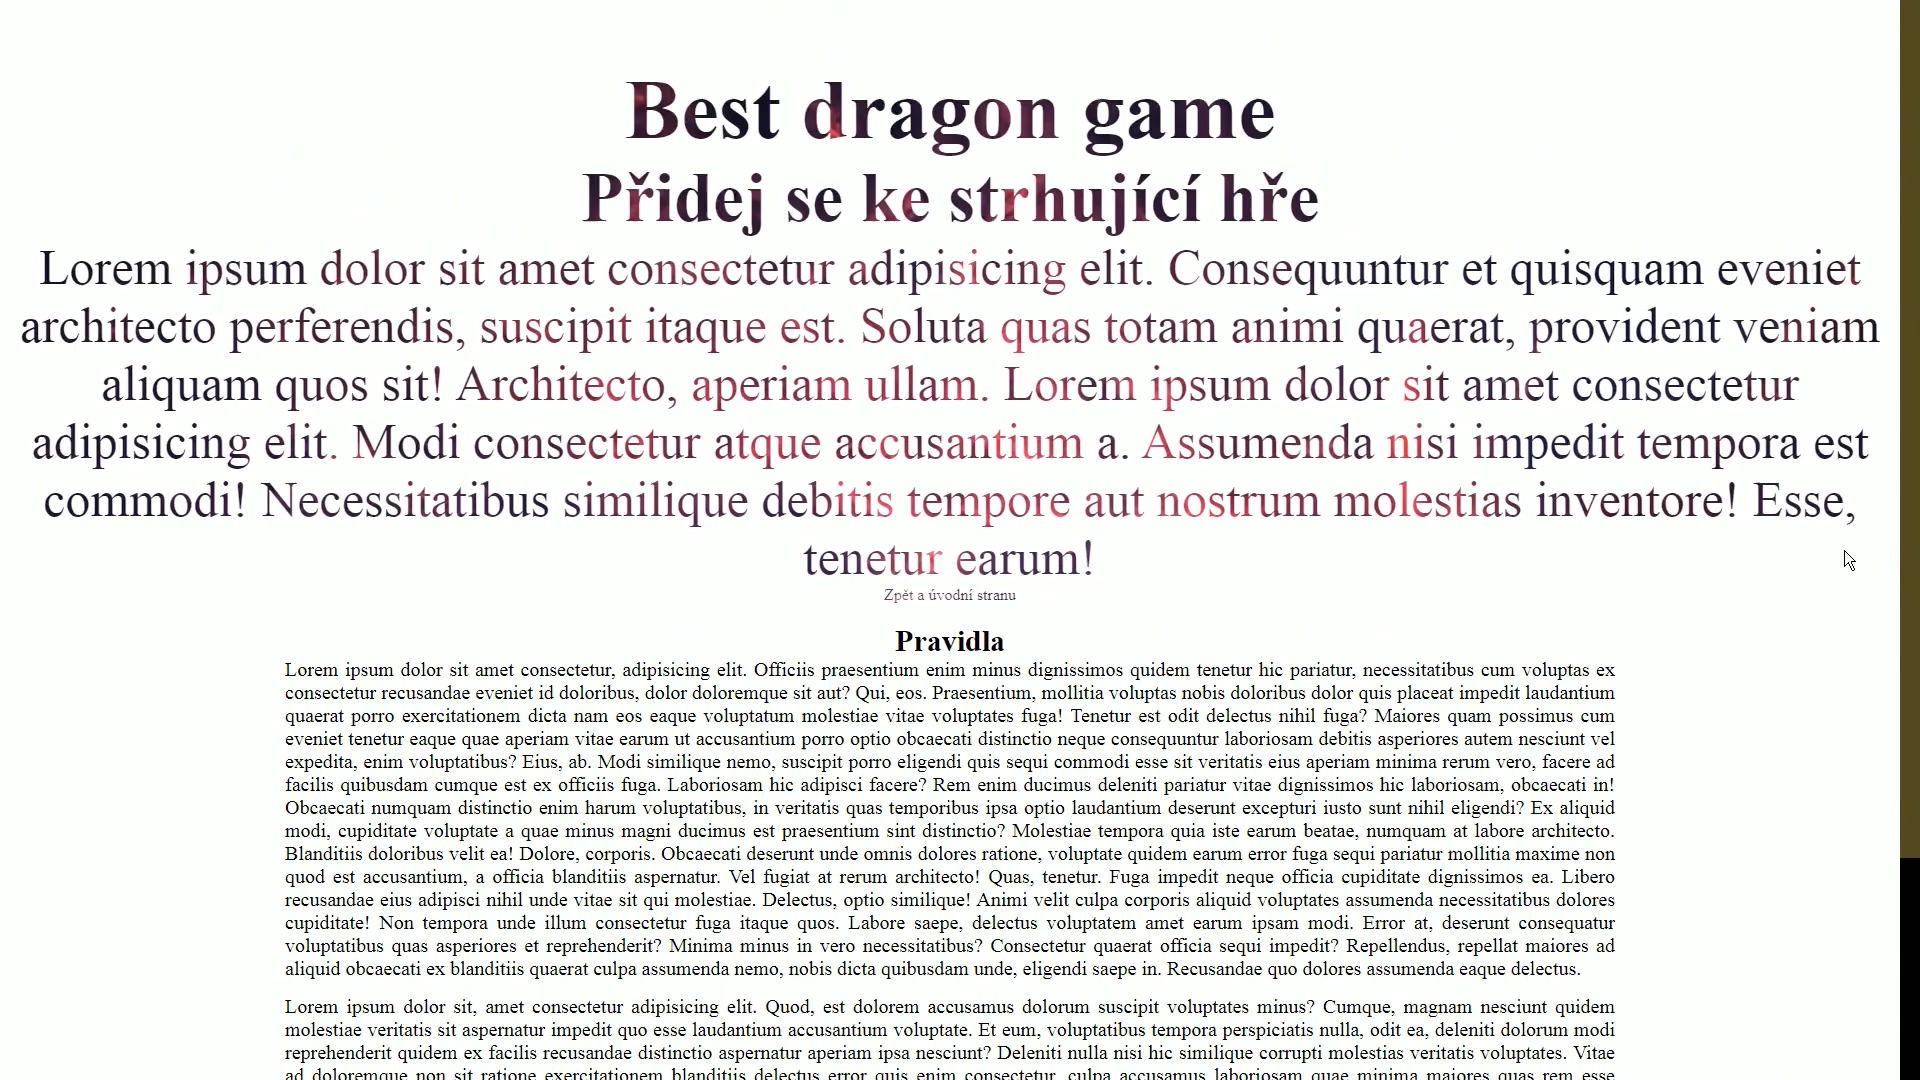 Best dragon game
Přidej se ke strhující hře
Lorem ipsum dolor sit amet consectetur adipisicing elit. Consequuntur et quisquam eveniet
architecto perferendis, suscipit itaque est. Soluta quas totam animi quaerat, provident veniam
aliquam quos sit! Architecto, aperiam ullam. Lorem ipsum dolor sit amet consectetur
adipisicing elit. Modi consectetur atque accusantium a. Assumenda nisi impedit tempora est
commodi! Necessitatibus similique debitis tempore aut nostrum molestias inventore! Esse,
tenetur earum!
Zpět a úvodní stranu
Pravidla
Lorem ipsum dolor sit amet consectetur, adipisicing elit. Officiis praesentium enim minus dignissimos quidem tenetur hic pariatur, necessitatibus cum voluptas ex
consectetur recusandae eveniet id doloribus, dolor doloremque sit aut? Qui, eos. Praesentium, mollitia voluptas nobis doloribus dolor quis placeat impedit laudantium
quaerat porro exercitationem dicta nam eos eaque voluptatum molestiae vitae voluptates fuga! Tenetur est odit delectus nihil fuga? Maiores quam possimus cum
eveniet tenetur eaque quae aperiam vitae earum ut accusantium porro optio obcaecati distinctio neque consequuntur laboriosam debitis asperiores autem nesciunt vel
expedita, enim voluptatibus? Eius, ab. Modi similique nemo, suscipit porro eligendi quis sequi commodi esse sit veritatis eius aperiam minima rerum vero, facere ad
facilis quibusdam cumque est ex officiis fuga. Laboriosam hic adipisci facere? Rem enim ducimus deleniti pariatur vitae dignissimos hic laboriosam, obcaecati in!
Obcaecati numquam distinctio enim harum voluptatibus, in veritatis quas temporibus ipsa optio laudantium deserunt excepturi iusto sunt nihil eligendi? Ex aliquid
modi, cupiditate voluptate a quae minus magni ducimus est praesentium sint distinctio? Molestiae tempora quia iste earum beatae, numquam at labore architecto.
Blanditiis doloribus velit ea! Dolore, corporis. Obcaecati deserunt unde omnis dolores ratione, voluptate quidem earum error fuga sequi pariatur mollitia maxime non
quod est accusantium, a officia blanditiis aspernatur. Vel fugiat at rerum architecto! Quas, tenetur. Fuga impedit neque officia cupiditate dignissimos ea. Libero
recusandae eius adipisci nihil unde vitae sit qui molestiae. Delectus, optio similique! Animi velit culpa corporis aliquid voluptates assumenda necessitatibus dolores
cupiditate! Non tempora unde illum consectetur fuga itaque quos. Labore saepe, delectus voluptatem amet earum ipsam modi. Error at, deserunt consequatur
voluptatibus quas asperiores et reprehenderit? Minima minus in vero necessitatibus? Consectetur quaerat officia sequi impedit? Repellendus, repellat maiores ad
aliquid obcaecati ex blanditiis quaerat culpa assumenda nemo, nobis dicta quibusdam unde, eligendi saepe in. Recusandae quo dolores assumenda eaque delectus.
Lorem ipsum dolor sit, amet consectetur adipisicing elit. Quod, est dolorem accusamus dolorum suscipit voluptates minus? Cumque, magnam nesciunt quidem
molestiae veritatis sit aspernatur impedit quo esse laudantium accusantium voluptate. Et eum, voluptatibus tempora perspiciatis nulla, odit ea, deleniti dolorum modi
reprehenderit quidem ex facilis recusandae distinctio aspernatur aperiam ipsa nesciunt? Deleniti nulla nisi hic similique corrupti molestias veritatis voluptates. Vitae
ad doloremque non sit ratione exercitationem blanditiis delectus error quis enim consectetur, culpa accusamus laboriosam quae minima maiores quas rem esse